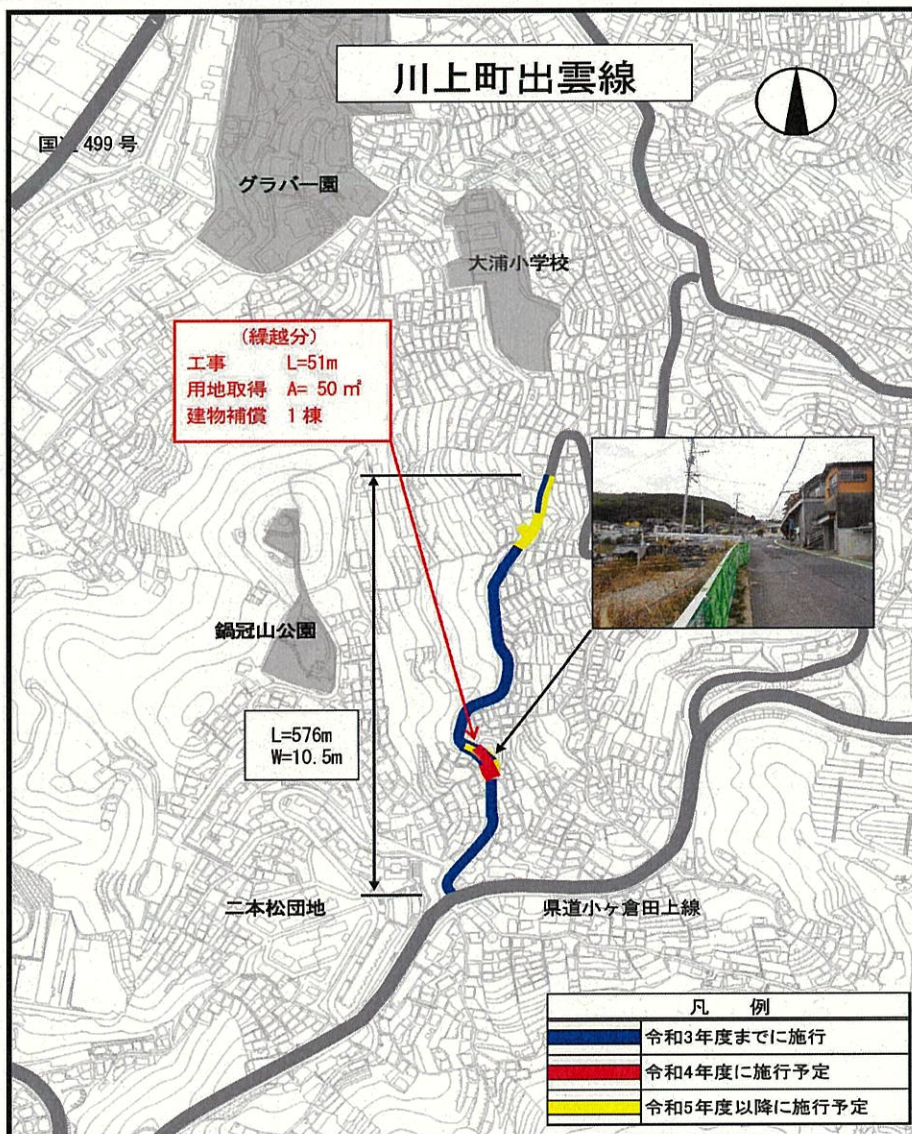 川上町出雲線
国 499 号
グラバー園
大浦小学校
(繰越分)
工事 L=51m
用地取得 A= 50 ㎡
建物補償 1 棟
鍋冠山公園
L=576m
W=10.5m
二本松団地
県道小ヶ倉田上線
凡 例
令和3年度までに施行
令和4年度に施行予定
令和5年度以降に施行予定